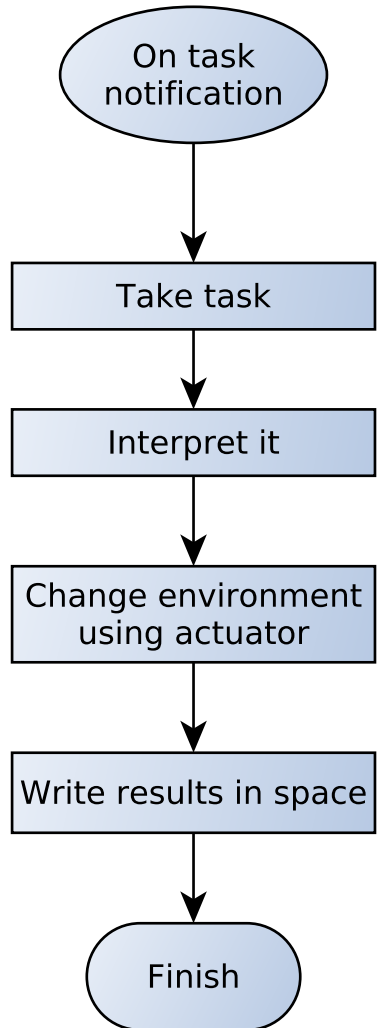 On task
notification
Take task
Interpret it
Change environment
using actuator
Write results in space
Finish